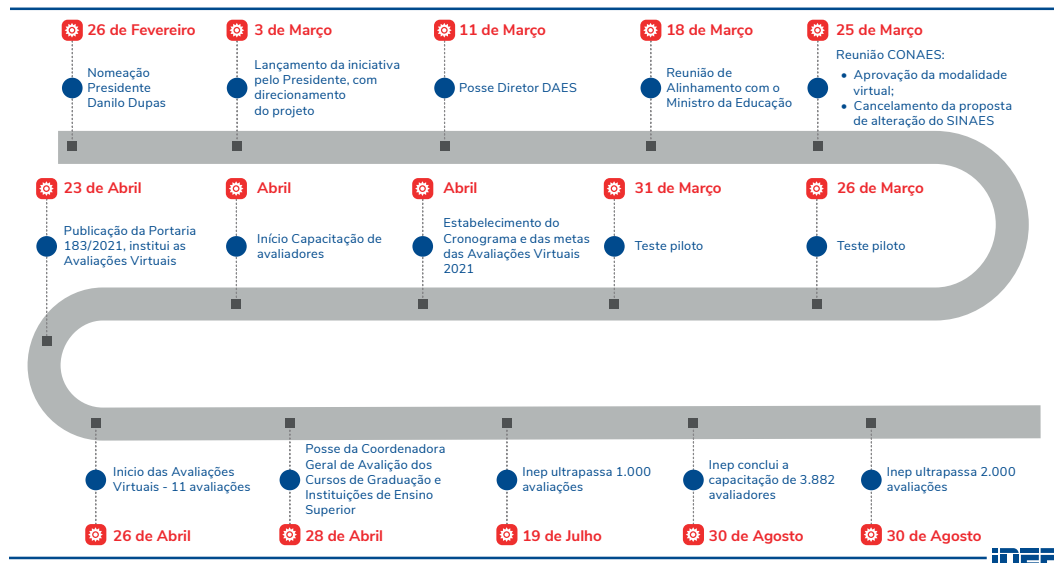 26 de Fevereiro
Nomeação
Presidente
Danilo Dupas
3 de Março
Lançamento da iniciativa
pelo Presidente, com
direcionamento
do projeto
11 de Março
Posse Diretor DAES
18 de Março
Reunião de
Alinhamento com o
Ministro da Educação
25 de Março
Reunião CONAES:
• Aprovação da modalidade
virtual;
• Cancelamento da proposta
de alteração do SINAES
23 de Abril
Publicação da Portaria
183/2021, institui as
Avaliações Virtuais
Abril
Início Capacitação de
avaliadores
Abril
Estabelecimento do
Cronograma e das metas
das Avaliações Virtuais
2021
31 de Março
Teste piloto
26 de Março
Teste piloto
Inicio das Avaliações
Virtuais - 11 avaliações
26 de Abril
Posse da Coordenadora
Geral de Avalição dos
Cursos de Graduação e
Instituições de Ensino
Superior
28 de Abril
Inep ultrapassa 1.000
avaliações
19 de Julho
Inep conclui a
capacitação de 3.882
avaliadores
30 de Agosto
Inep ultrapassa 2.000
avaliações
30 de Agosto
inep